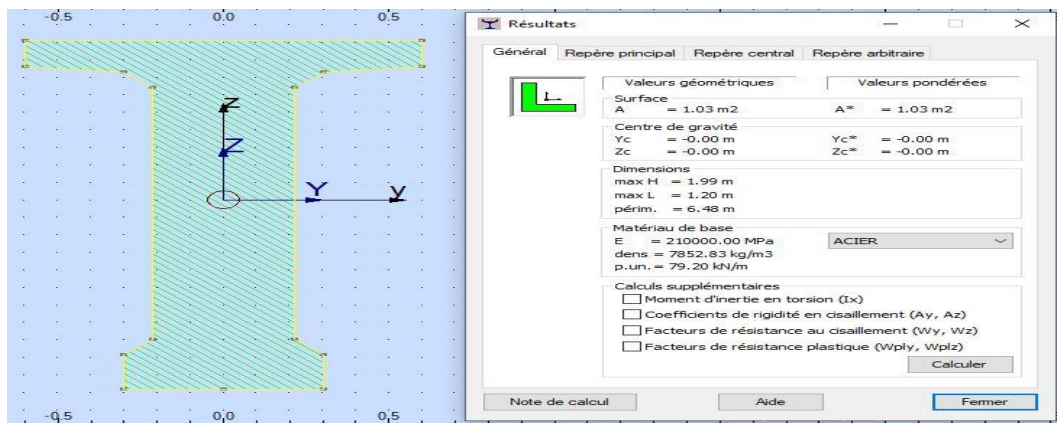 -0.5 0.0 0.5
z
Z
Y
y
-0.5 0.0 0.5
Résultats
Général Repère principal Repère central Repère arbitraire
Valeurs géométriques Valeurs pondérées
Surface
A = 1.03 m2 A* = 1.03 m2
Centre de gravité
Yc = -0.00 m Yc* = -0.00 m
Zc = -0.00 m Zc* = -0.00 m
Dimensions
max H = 1.99 m
max L = 1.20 m
périm. = 6.48 m
Matériau de base
E = 210000.00 MPa ACIER
dens = 7852.83 kg/m3
p.un. = 79.20 kN/m
Calculs supplémentaires
Moment d'inertie en torsion (Ix)
Coefficients de rigidité en cisaillement (Ay, Az)
Facteurs de résistance au cisaillement (Wy, Wz)
Facteurs de résistance plastique (Wply, Wplz)
Calculer
Note de calcul Aide Fermer